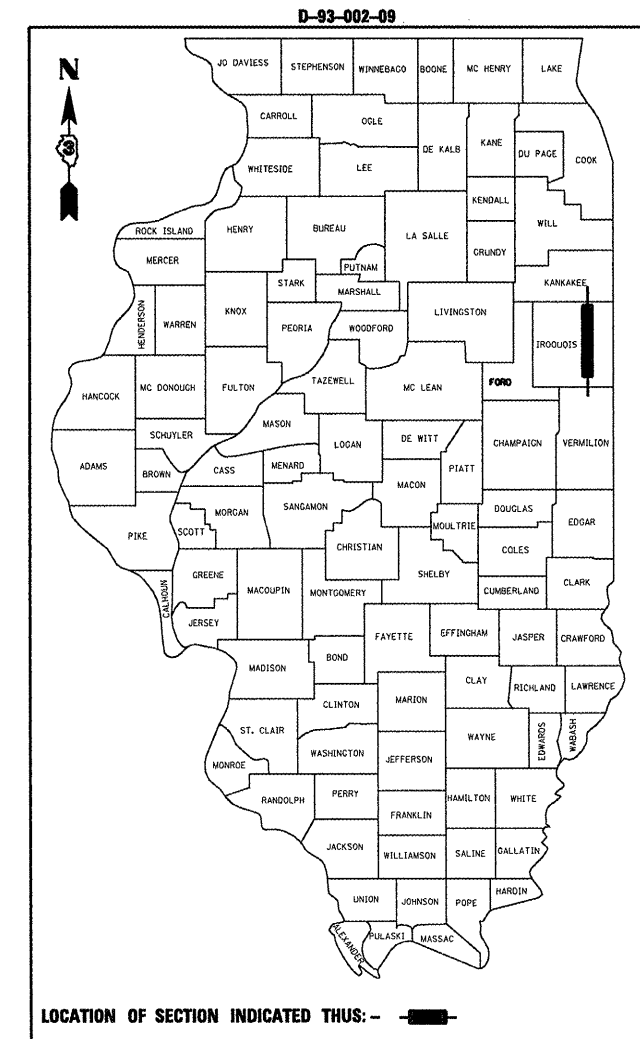 D-93-002-09
N
3
JO DAVIESS
STEPHENSON
WINNEBAGO
BOONE
MC HENRY
LAKE
CARROLL
OGLE
DE KALB
KANE
DU PAGE
COOK
WHITESIDE
LEE
KENDALL
ROCK ISLAND
HENRY
BUREAU
LA SALLE
WILL
GRUNDY
MERCER
PUTNAM
STARK
MARSHALL
KANKAKEE
HENDERSON
WARREN
KNOX
PEORIA
WOODFORD
LIVINGSTON
IROQUOIS
FORD
HANCOCK
MC DONOUGH
FULTON
TAZEWELL
MC LEAN
MASON
SCHUYLER
LOGAN
DE WITT
CHAMPAIGN
VERMILION
ADAMS
BROWN
CASS
MENARD
PIATT
MACON
MORGAN
SANGAMON
DOUGLAS
PIKE
SCOTT
MOULTRIE
EDGAR
CHRISTIAN
COLES
GREENE
MACOUPIN
MONTGOMERY
SHELBY
CUMBERLAND
CLARK
CALHOUN
JERSEY
FAYETTE
EFFINGHAM
JASPER
CRAWFORD
MADISON
BOND
CLAY
RICHLAND
LAWRENCE
CLINTON
MARION
ST. CLAIR
WAYNE
EDWARDS
WABASH
WASHINGTON
JEFFERSON
MONROE
RANDOLPH
PERRY
HAMILTON
WHITE
FRANKLIN
JACKSON
WILLIAMSON
SALINE
GALLATIN
UNION
JOHNSON
POPE
HARDIN
ALEXANDER
PULASKI
MASSAC
LOCATION OF SECTION INDICATED THUS: -